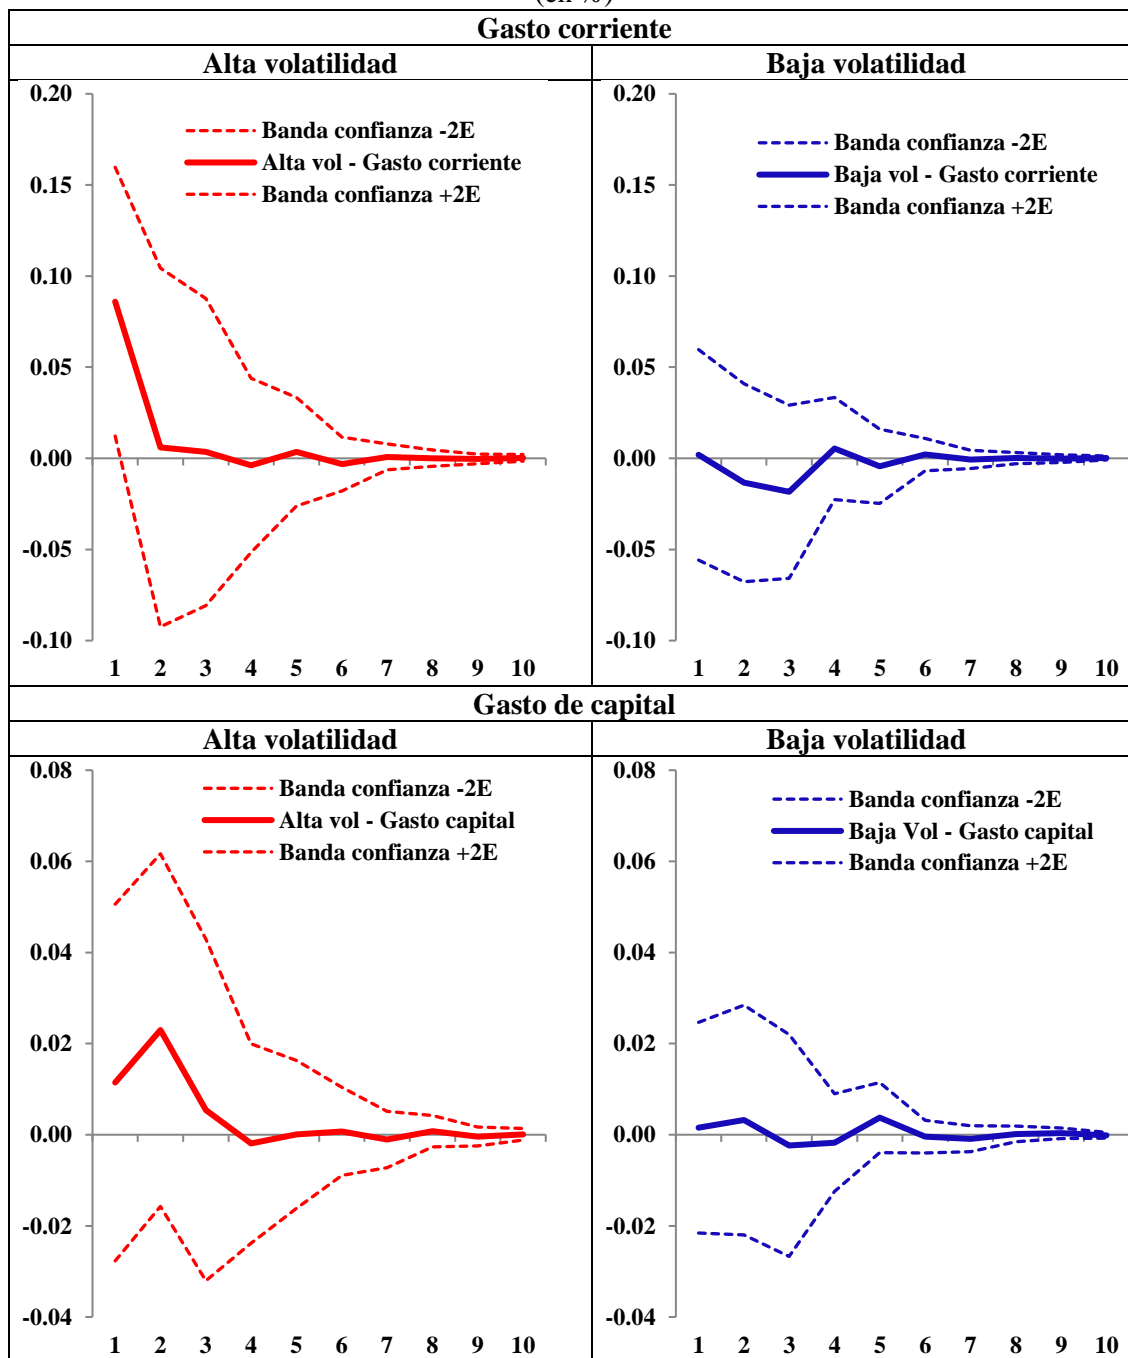 (en %)
Gasto corriente
Alta volatilidad
Baja volatilidad
0.20
0.15
0.10
0.05
0.00
-0.05
-0.10
Banda confianza -2E
Alta vol - Gasto corriente
Banda confianza +2E
1 2 3 4 5 6 7 8 9 10
0.20
0.15
0.10
0.05
0.00
-0.05
-0.10
Banda confianza -2E
Baja vol - Gasto corriente
Banda confianza +2E
1 2 3 4 5 6 7 8 9 10
Gasto de capital
Alta volatilidad
Baja volatilidad
0.08
0.06
0.04
0.02
0.00
-0.02
-0.04
Banda confianza -2E
Alta vol - Gasto capital
Banda confianza +2E
1 2 3 4 5 6 7 8 9 10
0.08
0.06
0.04
0.02
0.00
-0.02
-0.04
Banda confianza -2E
Baja Vol - Gasto capital
Banda confianza +2E
1 2 3 4 5 6 7 8 9 10